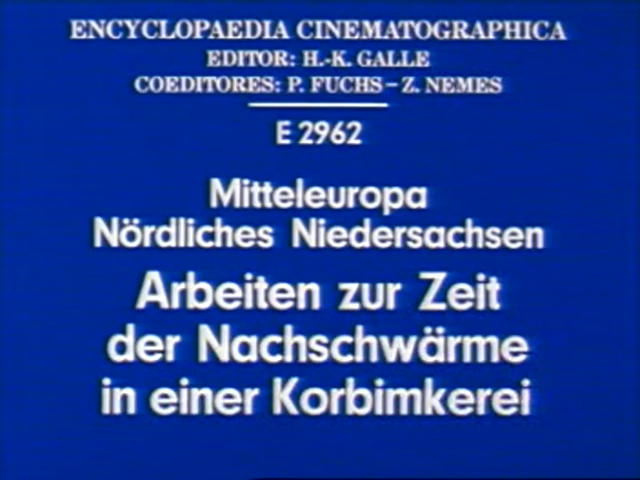 ENCYCLOPAEDIA CINEMATOGRAPHICA
EDITOR: H.-K. GALLE
COEDITORES: P. FUCHS – Z. NEMES
E 2962
Mitteleuropa
Nördliches Niedersachsen
Arbeiten zur Zeit
der Nachschwärme
in einer Korbimkerei